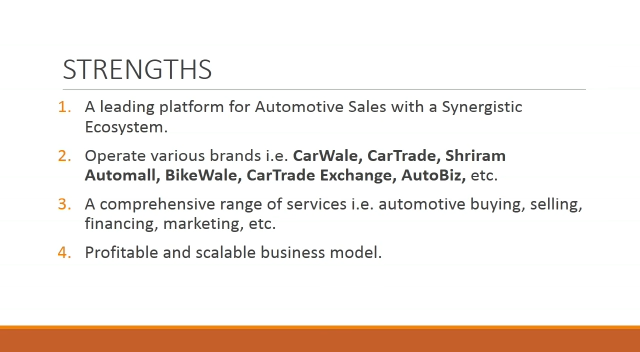 STRENGTHS
1. A leading platform for Automotive Sales with a Synergistic
Ecosystem.
2. Operate various brands i.e. CarWale, CarTrade, Shriram
Automall, BikeWale, CarTrade Exchange, AutoBiz, etc.
3. A comprehensive range of services i.e. automotive buying, selling,
financing, marketing, etc.
4. Profitable and scalable business model.